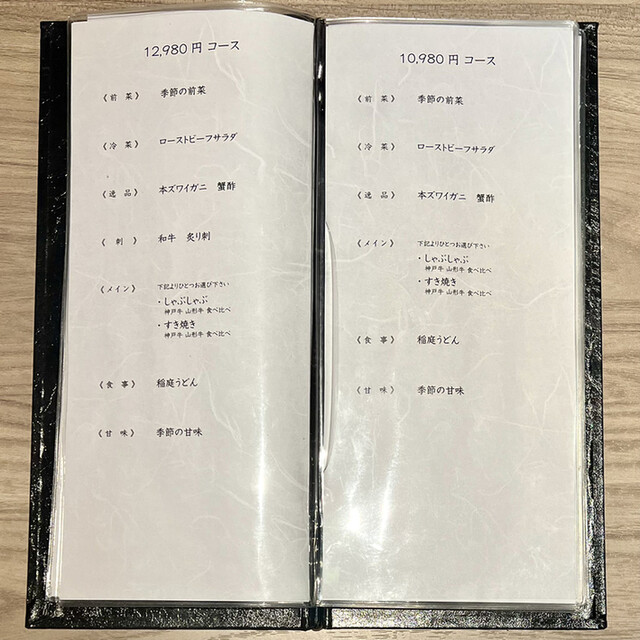 12,980 円 コース
《 前 菜 》 季節の前菜
《 冷 菜 》 ローストビーフサラダ
《 逸 品 》 本ズワイガニ 蟹酢
《 刺 》 和牛 炙り刺
《 メイン 》 下記よりひとつお選び下さい
・しゃぶしゃぶ
神戸牛 山形牛 食べ比べ
・すき焼き
神戸牛 山形牛 食べ比べ
《 食 事 》 稲庭うどん
《 甘 味 》 季節の甘味
10,980 円 コース
《 前 菜 》 季節の前菜
《 冷 菜 》 ローストビーフサラダ
《 逸 品 》 本ズワイガニ 蟹酢
《 メイン 》 下記よりひとつお選び下さい
・しゃぶしゃぶ
神戸牛 山形牛 食べ比べ
・すき焼き
神戸牛 山形牛 食べ比べ
《 食 事 》 稲庭うどん
《 甘 味 》 季節の甘味